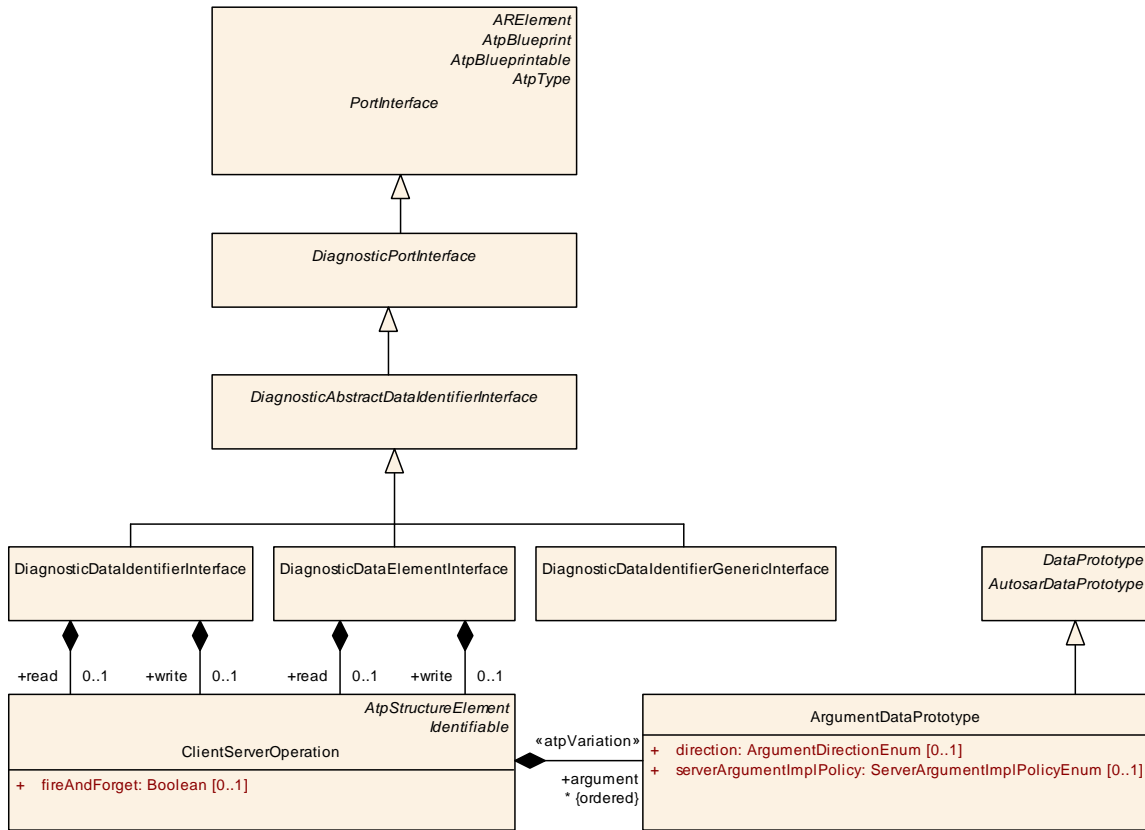 ARElement
AtpBlueprint
AtpBlueprintable
AtpType
PortInterface
DiagnosticPortInterface
DiagnosticAbstractDataIdentifierInterface
DiagnosticDataIdentifierInterface
DiagnosticDataElementInterface
DiagnosticDataIdentifierGenericInterface
DataPrototype
AutosarDataPrototype
+read 0..1 +write 0..1 +read 0..1 +write 0..1
AtpStructureElement
Identifiable
ClientServerOperation
+ fireAndForget: Boolean [0..1]
«atpVariation»
+argument
* {ordered}
ArgumentDataPrototype
+ direction: ArgumentDirectionEnum [0..1]
+ serverArgumentImplPolicy: ServerArgumentImplPolicyEnum [0..1]